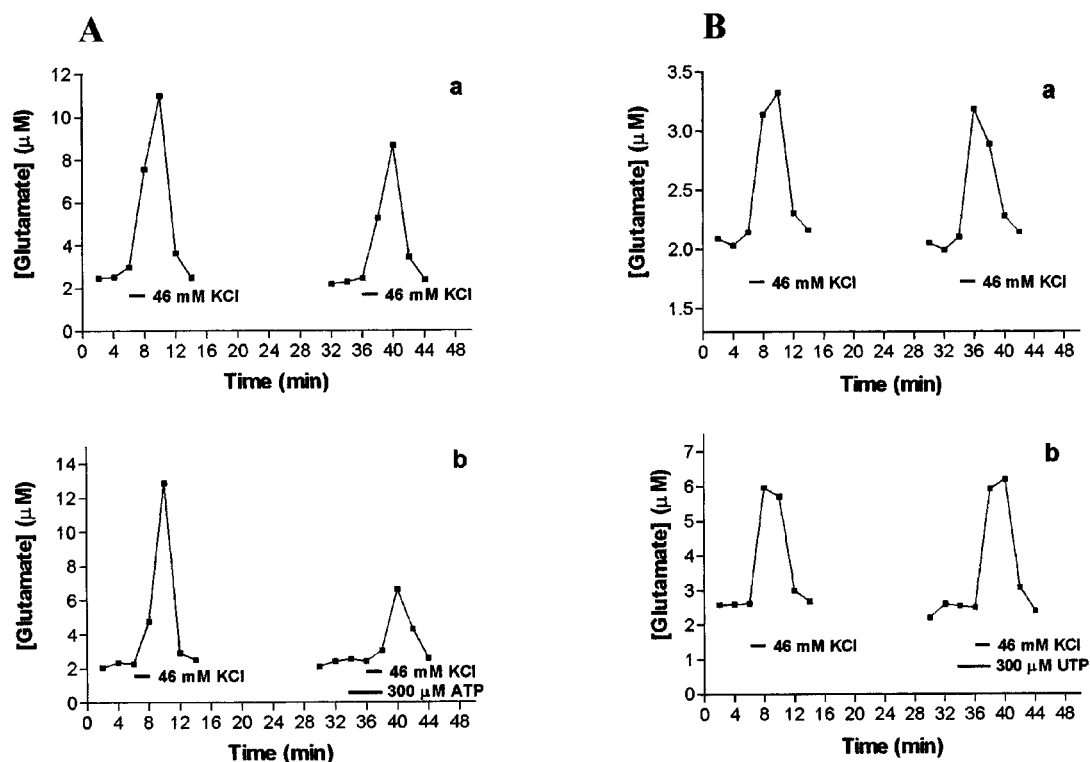 A
a
[Glutamate] (μM)
12
10
8
6
4
2
0
46 mM KCl
46 mM KCl
0 4 8 12 16 20 24 28 32 36 40 44 48
Time (min)
b
[Glutamate] (μM)
14
12
10
8
6
4
2
0
46 mM KCl
46 mM KCl
300 μM ATP
0 4 8 12 16 20 24 28 32 36 40 44 48
Time (min)
B
a
[Glutamate] (μM)
3.5
3.0
2.5
2.0
1.5
46 mM KCl
46 mM KCl
0 4 8 12 16 20 24 28 32 36 40 44 48
Time (min)
b
[Glutamate] (μM)
7
6
5
4
3
2
1
0
46 mM KCl
46 mM KCl
300 μM UTP
0 4 8 12 16 20 24 28 32 36 40 44 48
Time (min)